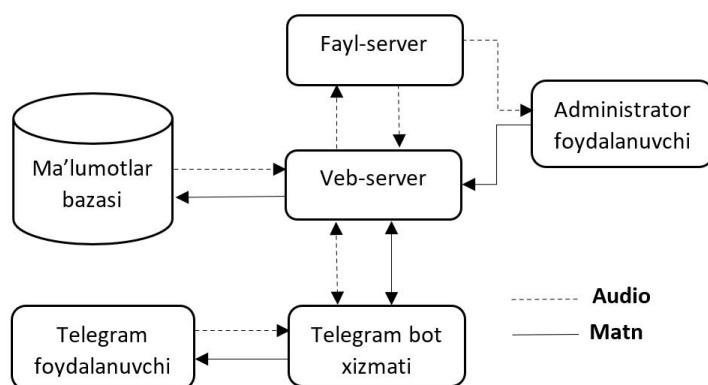 Fayl-server
Administrator
foydalanuvchi
Ma’lumotlar
bazasi
Veb-server
Telegram
foydalanuvchi
Telegram bot
xizmati
Audio
Matn